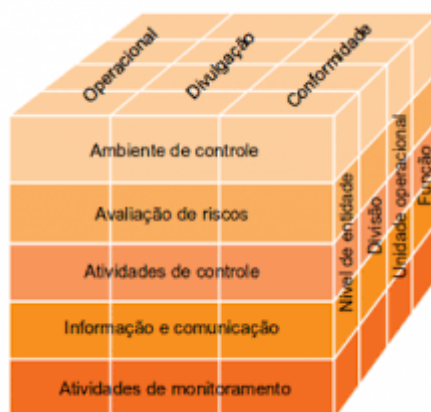 Operacional
Divulgação
Conformidade
Ambiente de controle
Avaliação de riscos
Atividades de controle
Informação e comunicação
Atividades de monitoramento
Nível de entidade
Divisão
Unidade operacional
Função